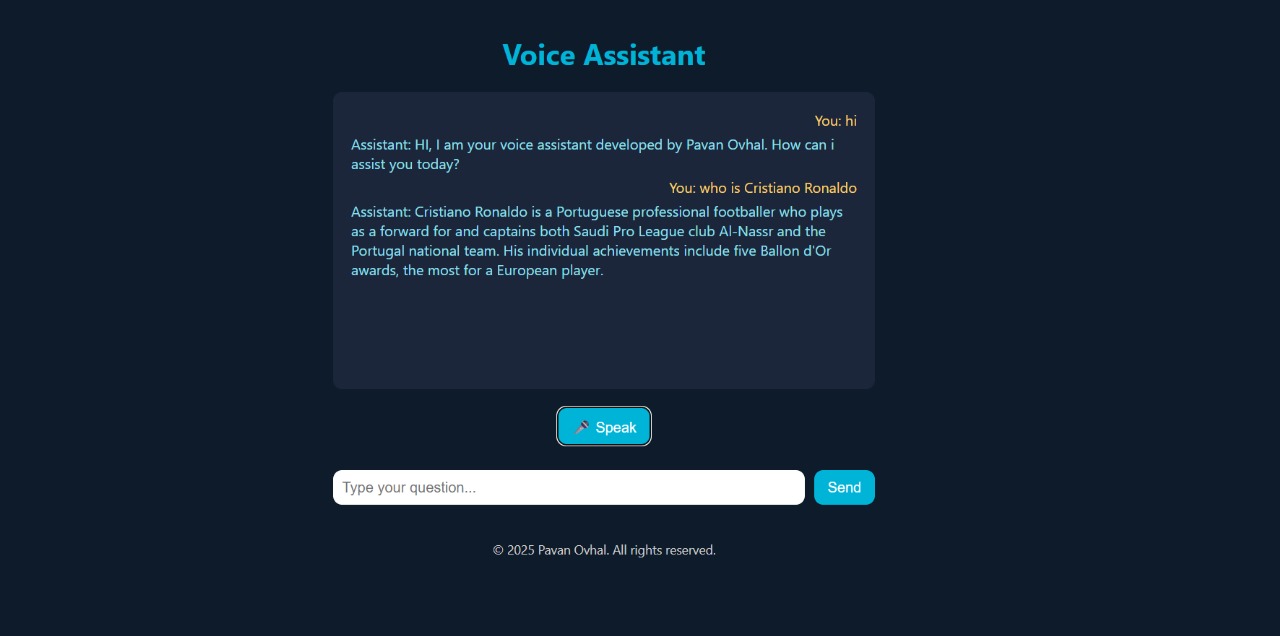 Voice Assistant
You: hi
Assistant: HI, I am your voice assistant developed by Pavan Ovhal. How can i
assist you today?
You: who is Cristiano Ronaldo
Assistant: Cristiano Ronaldo is a Portuguese professional footballer who plays
as a forward for and captains both Saudi Pro League club Al-Nassr and the
Portugal national team. His individual achievements include five Ballon d'Or
awards, the most for a European player.
🎤 Speak
Type your question...
Send
© 2025 Pavan Ovhal. All rights reserved.